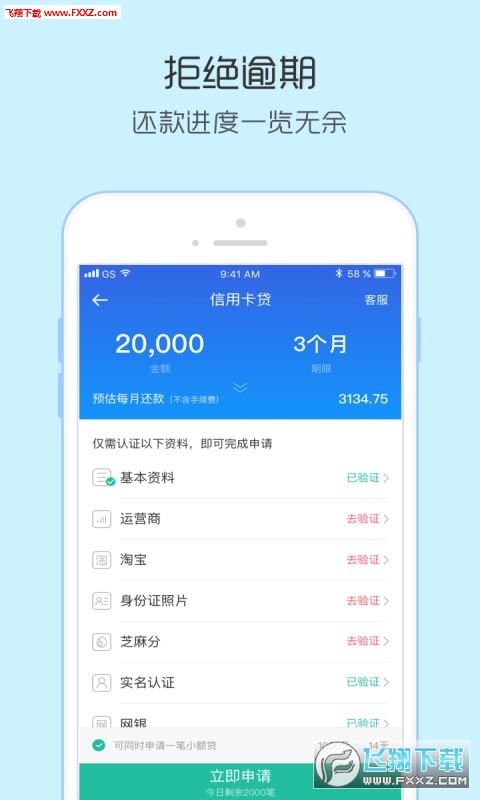 飞翔下载 www.FXXZ.com
拒绝逾期
还款进度一览无余
GS 9:41 AM 58 %
信用卡贷 客服
20,000 3个月
金额 期限
预估每月还款（不含手续费） 3134.75
仅需认证以下资料，即可完成申请
基本资料 已验证
运营商 去验证
淘 淘宝 去验证
身份证照片 去验证
芝麻分 去验证
实名认证 已验证
网银 已验证
可同时申请一笔小额贷 14天
立即申请
今日剩余2000笔
飞翔下载
WWW.FXXZ.COM